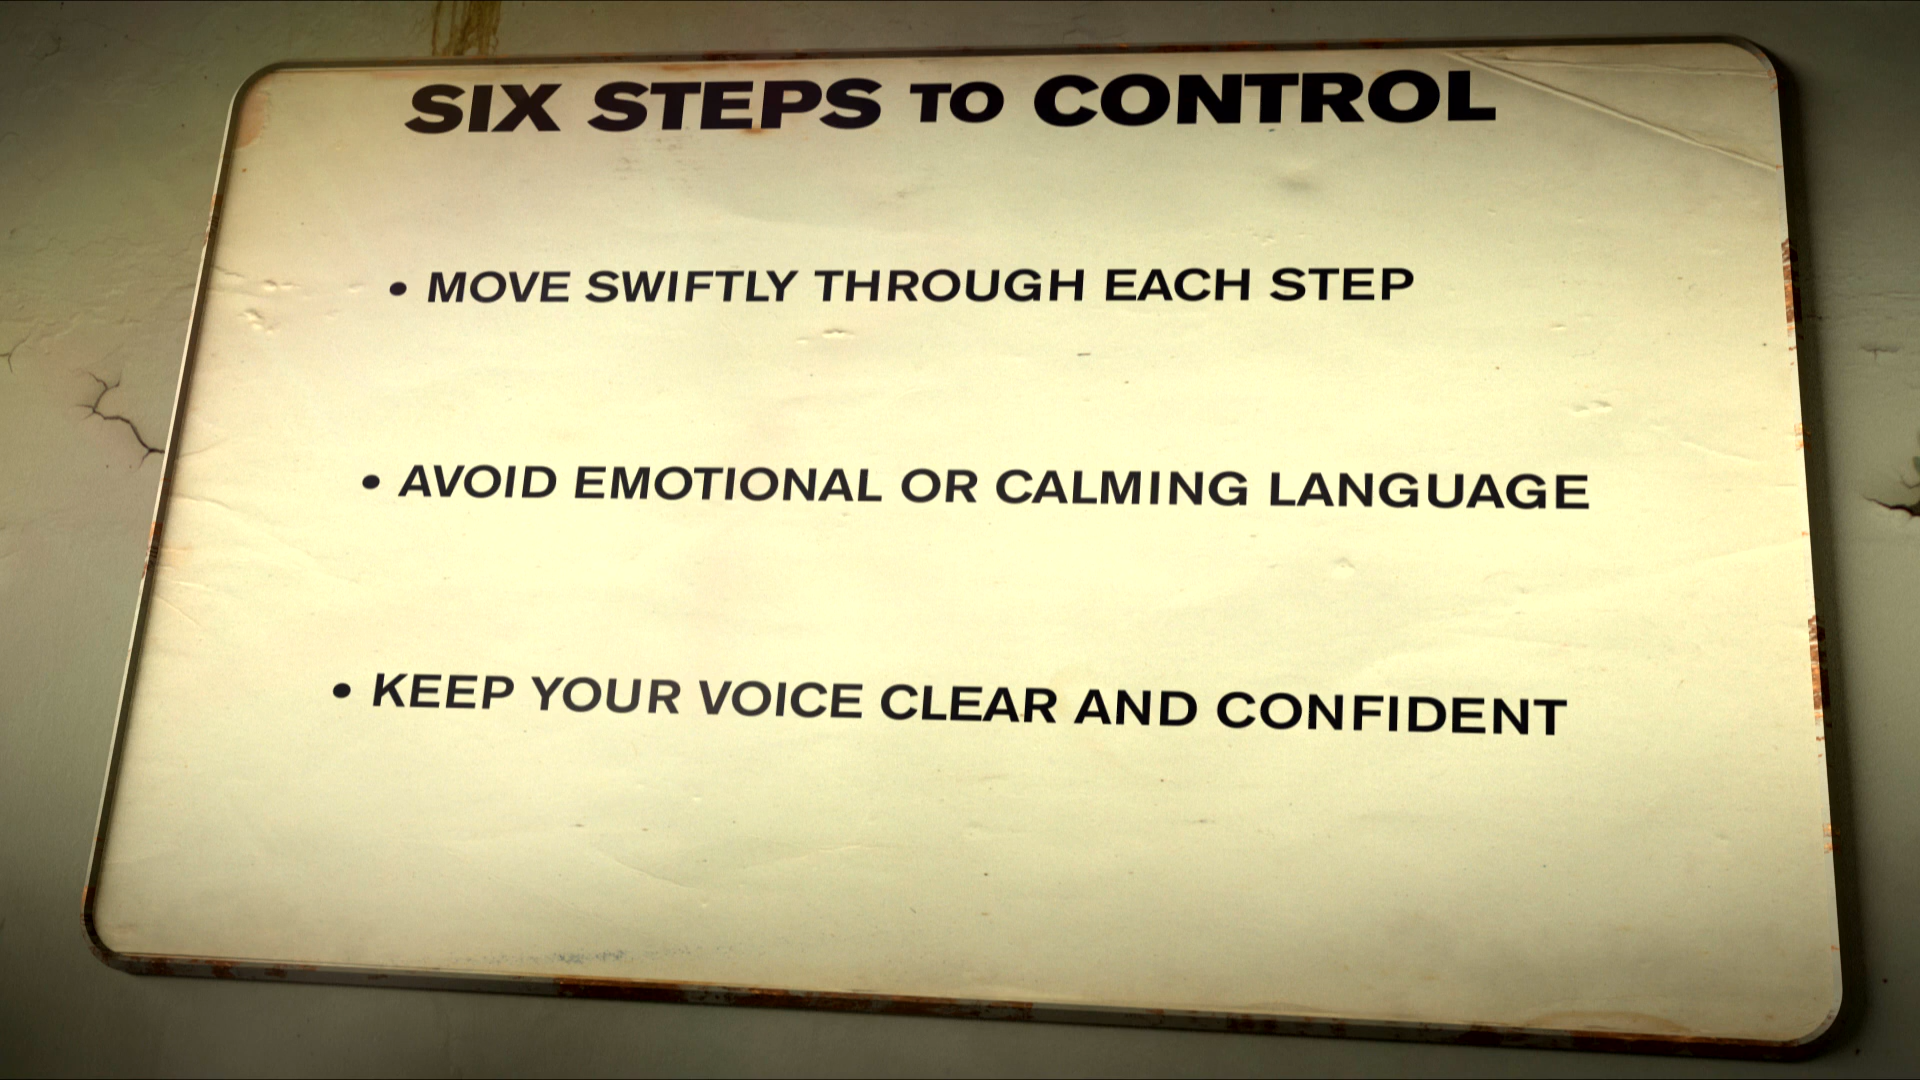 SIX STEPS TO CONTROL
• MOVE SWIFTLY THROUGH EACH STEP
• AVOID EMOTIONAL OR CALMING LANGUAGE
• KEEP YOUR VOICE CLEAR AND CONFIDENT